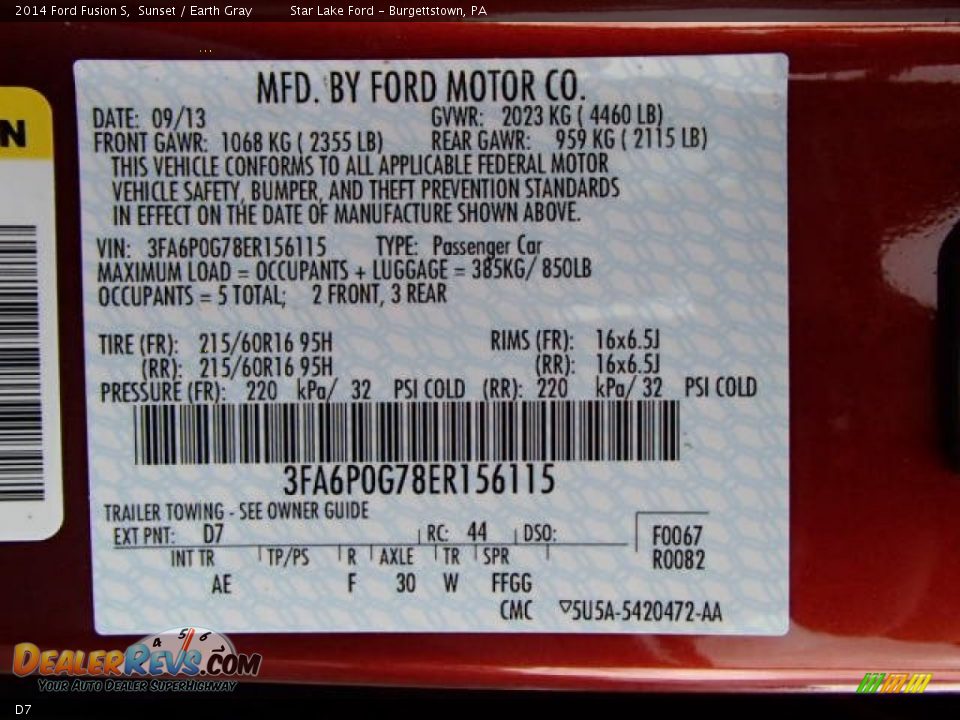 2014 Ford Fusion S,  Sunset / Earth Gray          Star Lake Ford - Burgettstown, PA
N
MFD. BY FORD MOTOR CO.
DATE:  09/13          GVWR:  2023 KG ( 4460 LB)
FRONT GAWR:  1068 KG ( 2355 LB)     REAR GAWR:   959 KG ( 2115 LB)
THIS VEHICLE CONFORMS TO ALL APPLICABLE FEDERAL MOTOR
VEHICLE SAFETY, BUMPER, AND THEFT PREVENTION STANDARDS
IN EFFECT ON THE DATE OF MANUFACTURE SHOWN ABOVE.
VIN:  3FA6P0G78ER156115     TYPE:  Passenger Car
MAXIMUM LOAD = OCCUPANTS + LUGGAGE = 385KG/ 850LB
OCCUPANTS = 5 TOTAL;   2 FRONT, 3 REAR
TIRE (FR):  215/60R16 95H          RIMS (FR):  16x6.5J
(RR):  215/60R16 95H          (RR):  16x6.5J
PRESSURE (FR):  220  kPa/  32  PSI COLD  (RR):  220  kPa/ 32  PSI COLD
3FA6P0G78ER156115
TRAILER TOWING - SEE OWNER GUIDE
EXT PNT:  D7          RC:  44   DSO:          F0067
INT TR   TP/PS   R   AXLE   TR   SPR          R0082
AE          F   30   W   FFGG
CMC   ▽5U5A-5420472-AA
4 5 6
DEALERREVS.COM
YOUR AUTO DEALER SUPERHIGHWAY
D7